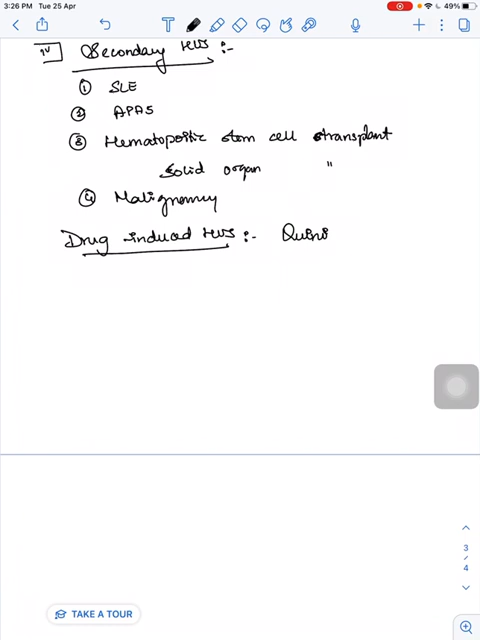 3:26 PM Tue 25 Apr 49%
IV Secondary HUS :-
① SLE
② APAS
③ Hematopoitic stem cell transplant
Solid organ "
④ Malignancy
Drug induced HUS :- Quini
3
4
TAKE A TOUR